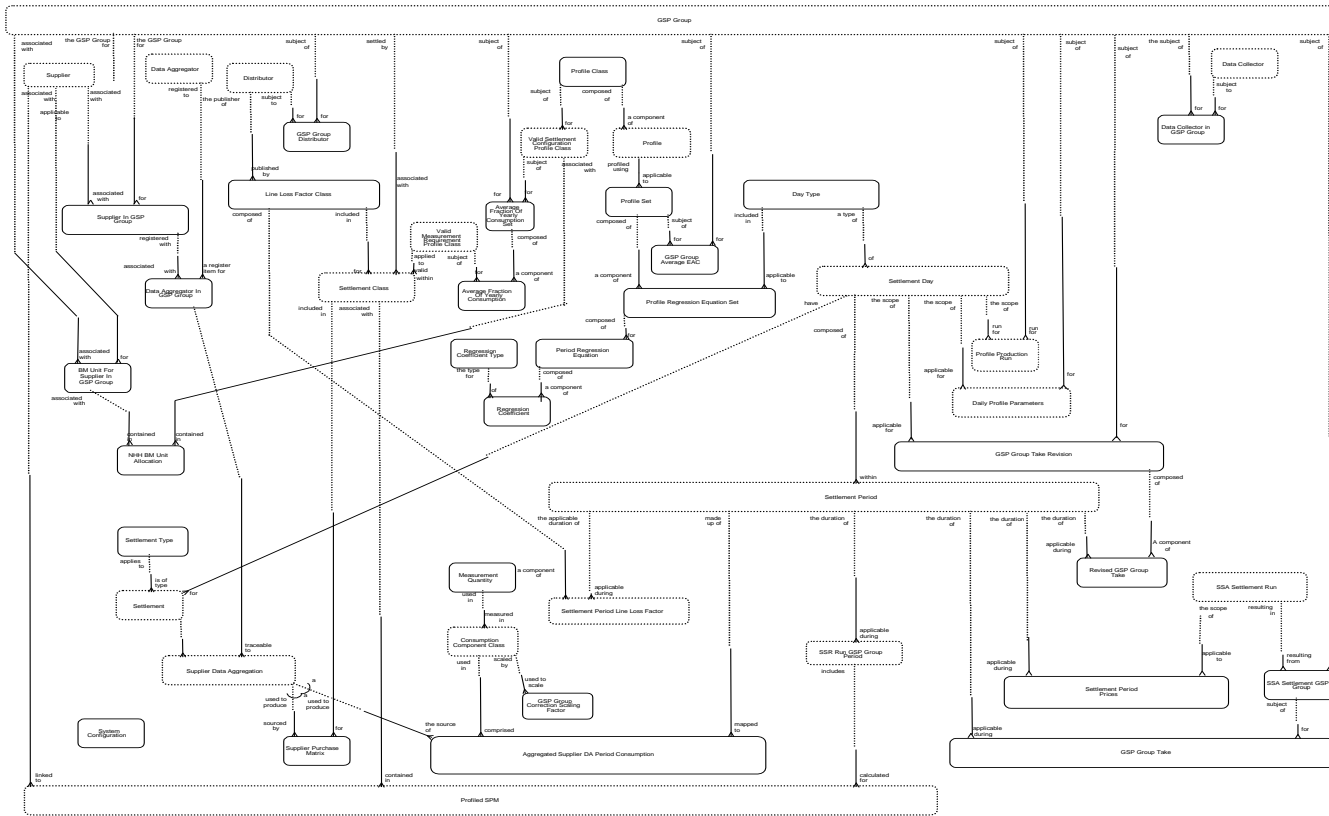 GSP Group
associated
with
the GSP Group
for
the GSP Group
for
subject
of
settled
by
subject
of
subject
of
subject
of
subject
of
subject
of
the subject
of
subject
of
Supplier
Data Aggregator
Distributor
Profile Class
Data Collector
associated
with
applicable
to
associated
with
registered
to
the publisher
of
subject
to
subject
of
composed
of
subject
to
for
for
GSP Group
Distributor
for
a component
of
for
for
Data Collector in
GSP Group
Valid Settlement
Configuration
Profile Class
Profile
published
by
associated
with
subject
of
associated
with
profiled
using
applicable
to
Line Loss Factor Class
Day Type
associated
with
for
for
for
Profile Set
Supplier In GSP
Group
composed
of
included
in
Average
Fraction Of
Yearly
Consumption
Set
composed
of
subject
of
included
in
a type
of
registered
with
Valid
Measurement
Requirement
Profile Class
composed
of
for
for
GSP Group
Average EAC
of
associated
with
a register
item for
for
applied
to
valid
within
subject
of
for
a component
of
a component
of
applicable
to
Settlement Day
Data Aggregator In
GSP Group
Settlement Class
Average Fraction
Of Yearly
Consumption
Profile Regression Equation Set
included
in
associated
with
have
composed
of
the scope
of
the scope
of
the scope
of
composed
of
for
run
for
run
for
associated
with
for
Regression
Coefficient Type
Period Regression
Equation
Profile Production
Run
BM Unit For
Supplier In
GSP Group
the type
for
composed
of
applicable
for
for
associated
with
of
a component
of
Regression
Coefficient
Daily Profile Parameters
contained
in
contained
in
applicable
for
for
NHH BM Unit
Allocation
GSP Group Take Revision
within
composed
of
Settlement Period
the applicable
duration of
made
up of
the duration
of
the duration
of
the duration
of
the duration
of
Settlement Type
applicable
during
A component
of
applies
to
Measurement
Quantity
a component
of
Revised GSP Group
Take
is of
type
for
used
in
applicable
during
SSA Settlement Run
Settlement
measured
in
Settlement Period Line Loss Factor
the scope
of
resulting
in
traceable
to
Consumption
Component Class
applicable
during
SSR Run GSP Group
Period
Supplier Data Aggregation
used
in
scaled
by
includes
applicable
during
applicable
to
resulting
from
a
a
used to
produce
used to
produce
used to
scale
GSP Group
Correction Scaling
Factor
Settlement Period
Prices
SSA Settlement GSP
Group
System
Configuration
sourced
by
for
the source
of
comprised
mapped
to
applicable
during
subject
of
for
Supplier Purchase
Matrix
Aggregated Supplier DA Period Consumption
GSP Group Take
linked
to
contained
in
calculated
for
Profiled SPM